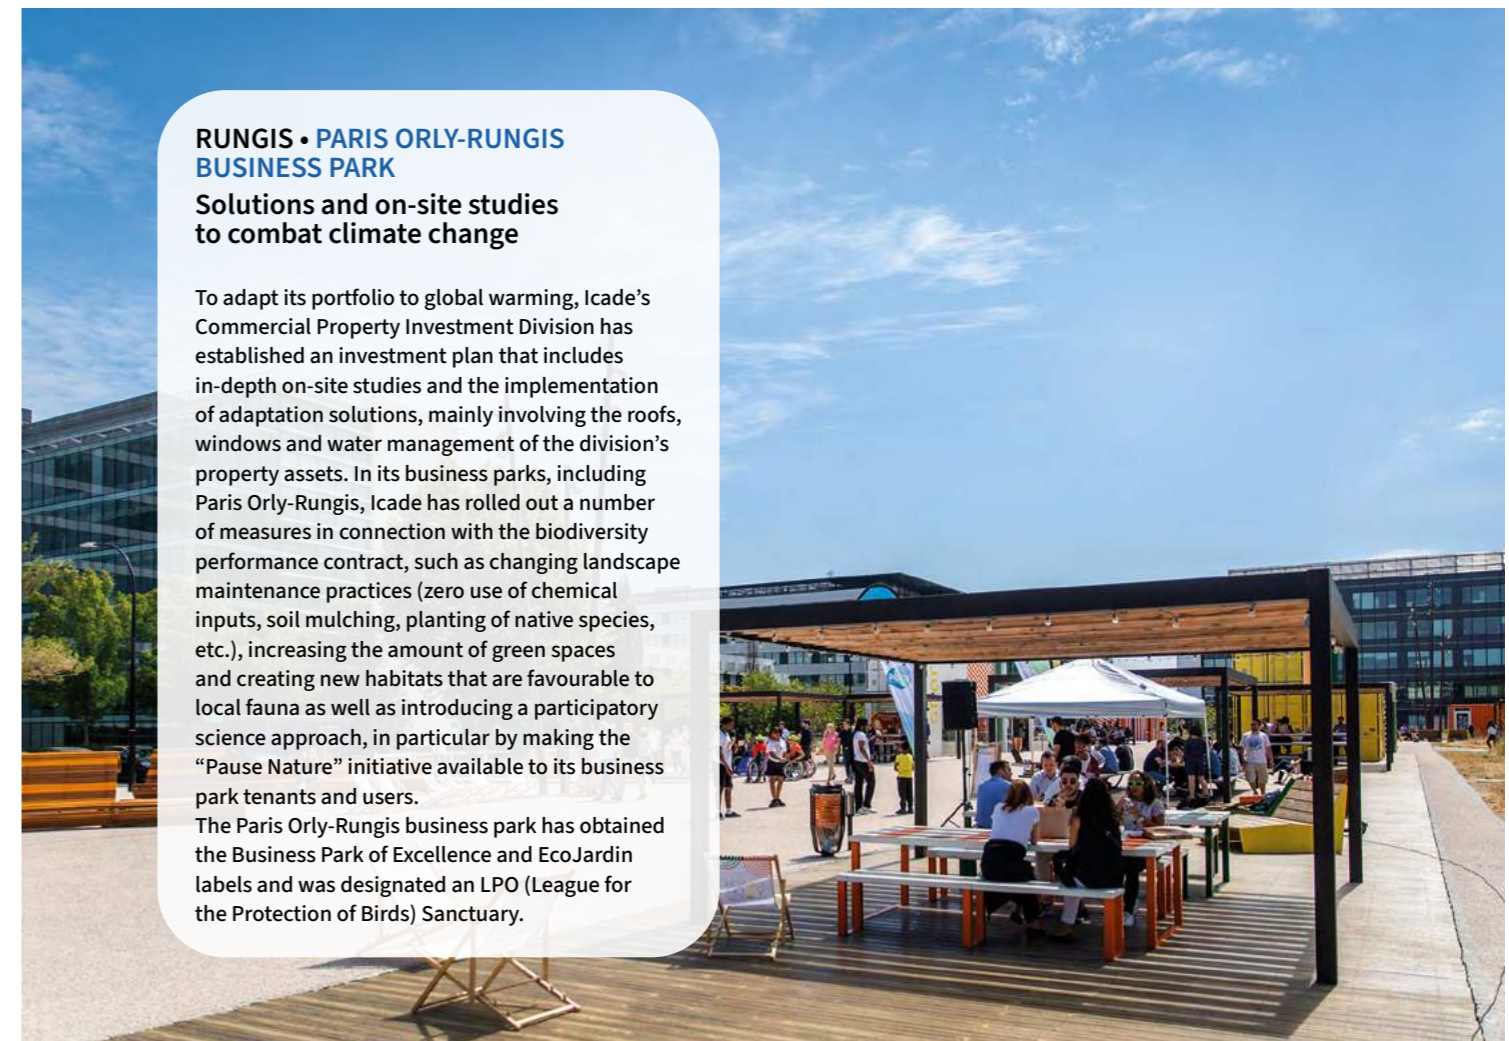 RUNGIS • PARIS ORLY-RUNGIS
BUSINESS PARK
Solutions and on-site studies
to combat climate change
To adapt its portfolio to global warming, Icade’s
Commercial Property Investment Division has
established an investment plan that includes
in-depth on-site studies and the implementation
of adaptation solutions, mainly involving the roofs,
windows and water management of the division’s
property assets. In its business parks, including
Paris Orly-Rungis, Icade has rolled out a number
of measures in connection with the biodiversity
performance contract, such as changing landscape
maintenance practices (zero use of chemical
inputs, soil mulching, planting of native species,
etc.), increasing the amount of green spaces
and creating new habitats that are favourable to
local fauna as well as introducing a participatory
science approach, in particular by making the
“Pause Nature” initiative available to its business
park tenants and users.
The Paris Orly-Rungis business park has obtained
the Business Park of Excellence and EcoJardin
labels and was designated an LPO (League for
the Protection of Birds) Sanctuary.